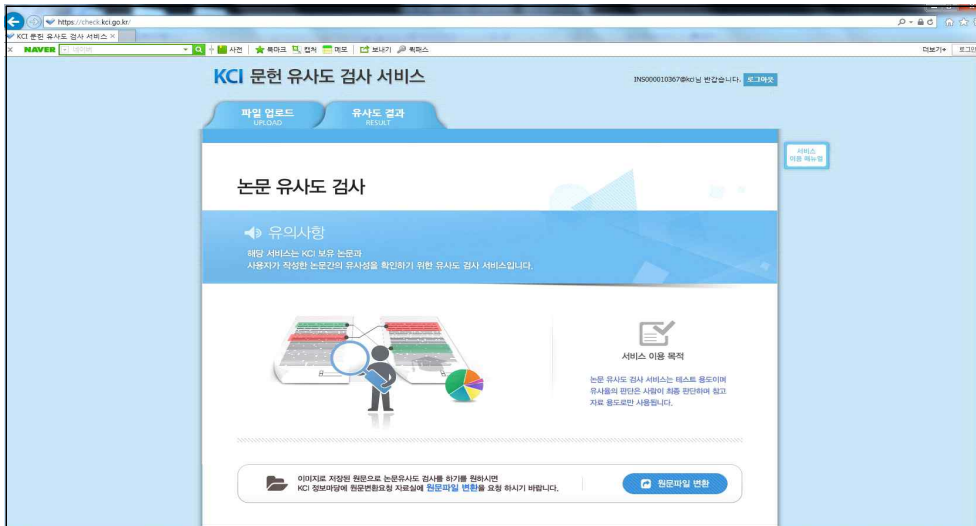 https://check.kci.go.kr/
KCI 문헌 유사도 검사 서비스 ×
× NAVER 네이버 사전 북마크 캡처 메모 보내기 퀵패스 더보기+ 로그인
KCI 문헌 유사도 검사 서비스
INS000010367@kci님 반갑습니다. 로그아웃
파일 업로드 유사도 결과
UPLOAD RESULT
서비스
이용 매뉴얼
논문 유사도 검사
유의사항
해당 서비스는 KCI 보유 논문과
사용자가 작성한 논문간의 유사성을 확인하기 위한 유사도 검사 서비스입니다.
서비스 이용 목적
논문 유사도 검사 서비스는 테스트 용도이며
유사율의 판단은 사람이 최종 판단하며 참고
자료 용도로만 사용됩니다.
이미지로 저장된 원문으로 논문유사도 검사를 하기를 원하시면
KCI 정보마당에 원문변환요청 자료실에 원문파일 변환을 요청 하시기 바랍니다.
원문파일 변환